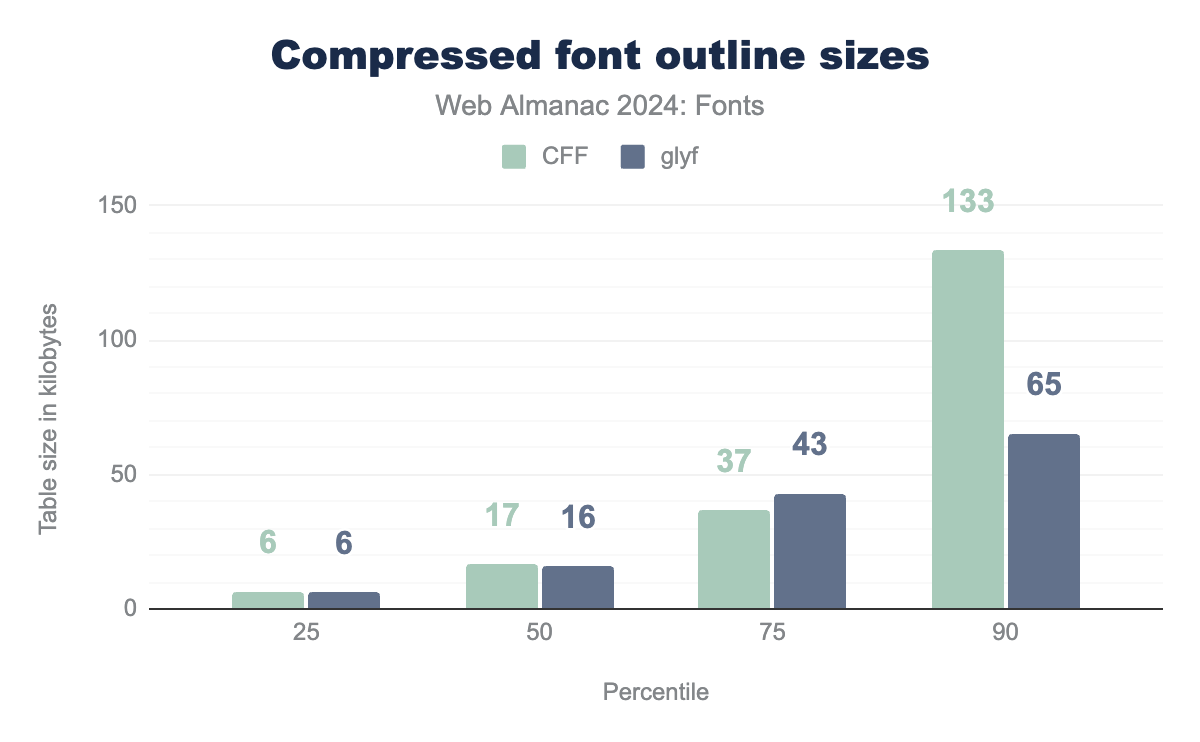 Compressed font outline sizes
Web Almanac 2024: Fonts
CFF glyf
Table size in kilobytes
150
100
50
0
6 6
17 16
37 43
133 65
25 50 75 90
Percentile